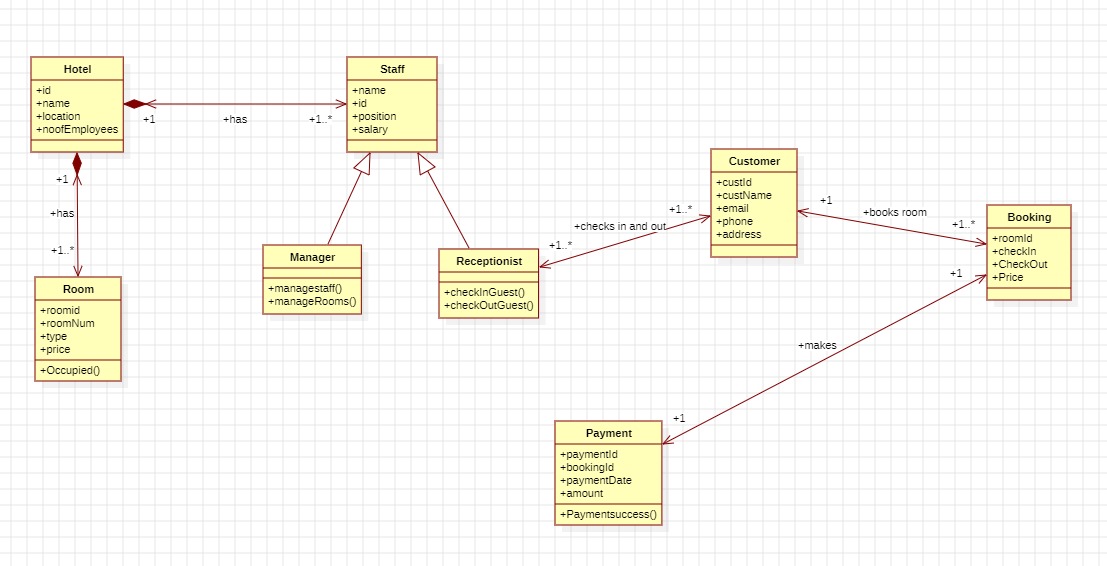 Hotel
+id
+name
+location
+noofEmployees
+1
+has
+1..*
Staff
+name
+id
+position
+salary
+1
+has
+1..*
Room
+roomid
+roomNum
+type
+price
+Occupied()
Manager
+managestaff()
+manageRooms()
Receptionist
+checkInGuest()
+checkOutGuest()
+1..*
+checks in and out
+1..*
Customer
+custId
+custName
+email
+phone
+address
+1
+books room
+1..*
Booking
+roomId
+checkIn
+CheckOut
+Price
+1
+makes
+1
Payment
+paymentId
+bookingId
+paymentDate
+amount
+Paymentsuccess()